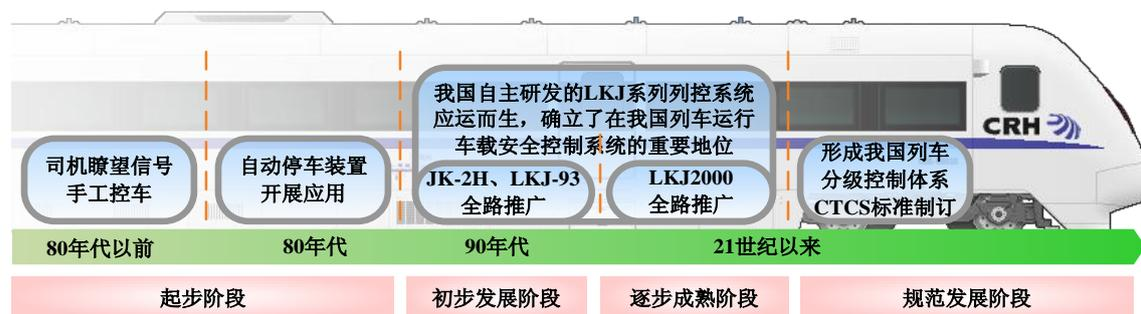 我国自主研发的LKJ系列列控系统
应运而生，确立了在我国列车运行
车载安全控制系统的重要地位
CRH
司机瞭望信号
手工控车
自动停车装置
开展应用
JK-2H、LKJ-93
全路推广
LKJ2000
全路推广
形成我国列车
分级控制体系
CTCS标准制订
80年代以前
80年代
90年代
21世纪以来
起步阶段
初步发展阶段
逐步成熟阶段
规范发展阶段